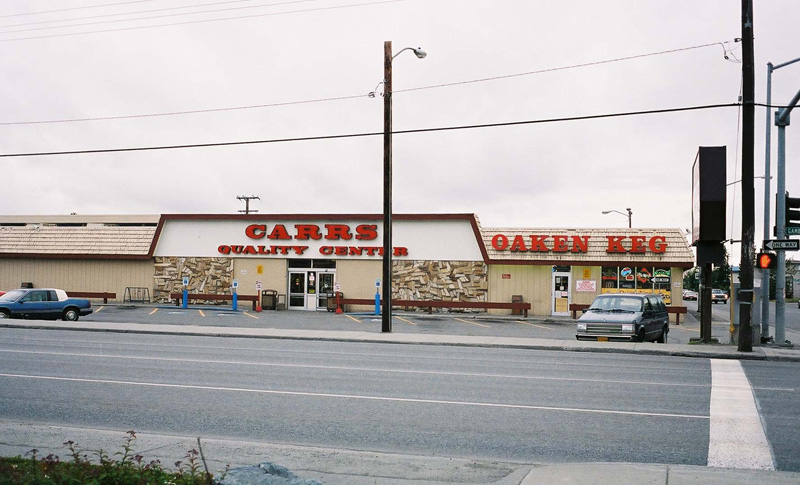 CARRS
QUALITY CENTER
OAKEN KEG
ONE WAY